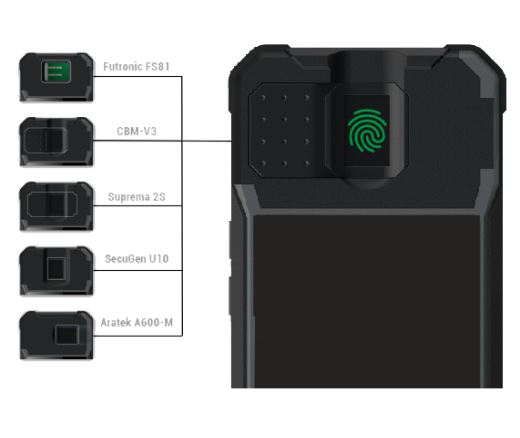 Futronic FS81
CBM-V3
Suprema 2S
SecuGen U10
Aratek A600-M